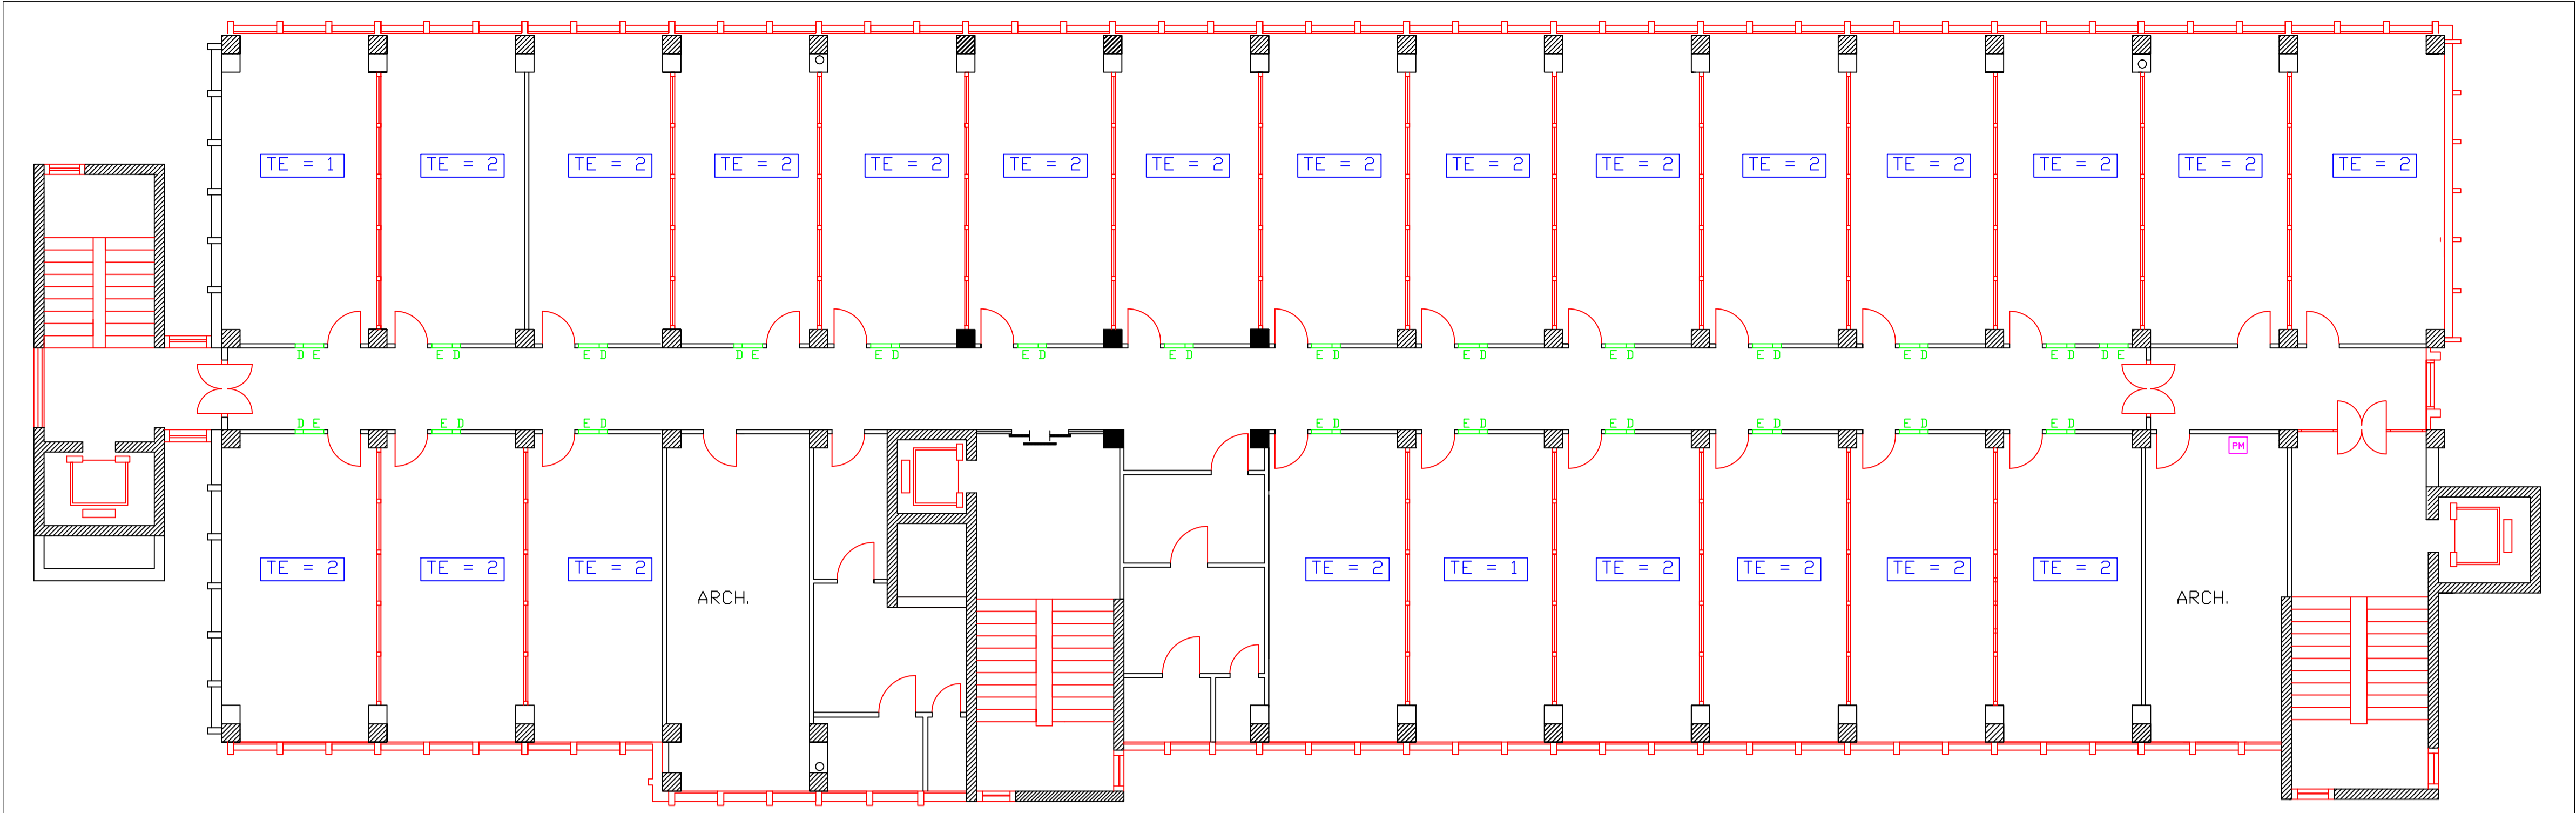 TE = 1 TE = 2 TE = 2 TE = 2 TE = 2 TE = 2 TE = 2 TE = 2 TE = 2 TE = 2 TE = 2 TE = 2 TE = 2 TE = 2 TE = 2
D E E D E D D E E D E D E D E D E D E D E D E D E D D E
D E E D E D E D E D E D E D E D E D
PM
TE = 2 TE = 2 TE = 2 TE = 2 TE = 1 TE = 2 TE = 2 TE = 2 TE = 2
ARCH. ARCH.